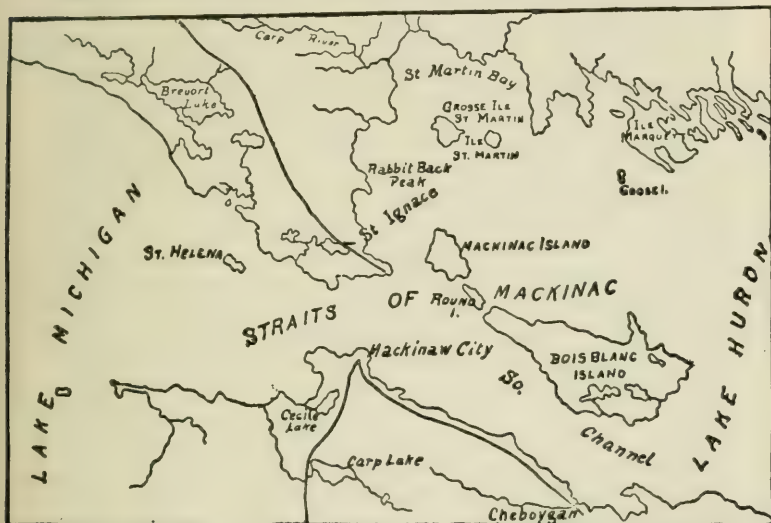 Carp River
St Martin Bay
Brevort
Lake
GROSSE ILE
ST MARTIN
ILE
ST. MARTIN
ILE
MARQUETT
GOOSE I.
Rabbit Back
Peak
St Ignace
ST. HELENA
MACKINAC ISLAND
LAKE MICHIGAN
STRAITS OF MACKINAC
ROUND
I.
LAKE HURON
Mackinaw City
BOIS BLANC
ISLAND
So. Channel
Cecile
Lake
Carp Lake
Cheboygan